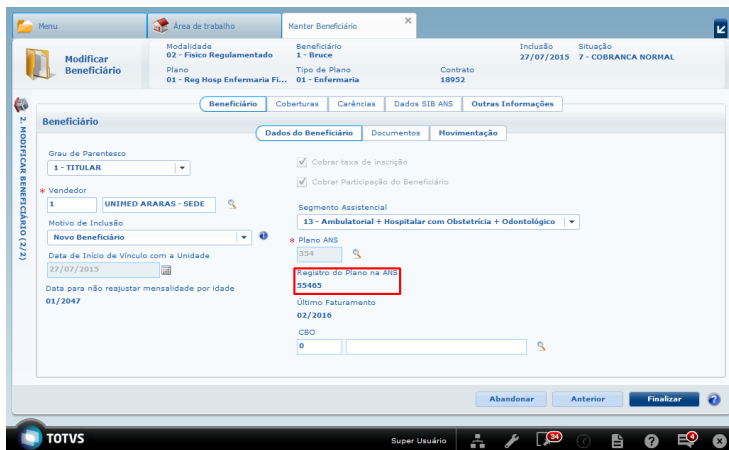 Menu
Área de trabalho
Manter Beneficiário
Modificar Beneficiário
Modalidade
02 - Fisico Regulamentado
Beneficiário
1 - Bruce
Inclusão
27/07/2015
Situação
7 - COBRANCA NORMAL
Plano
01 - Reg Hosp Enfermaria Fi...
Tipo de Plano
01 - Enfermaria
Contrato
18952
2. MODIFICAR BENEFICIÁRIO (2/2)
Beneficiário
Coberturas
Carências
Dados SIB ANS
Outras Informações
Beneficiário
Dados do Beneficiário
Documentos
Movimentação
Grau de Parentesco
1 - TITULAR
* Vendedor
1
UNIMED ARARAS - SEDE
Motivo de Inclusão
Novo Beneficiário
Data de Início de Vínculo com a Unidade
27/07/2015
Data para não reajustar mensalidade por idade
01/2047
Cobrar taxa de inscrição
Cobrar Participação do Beneficiário
Segmento Assistencial
13 - Ambulatorial + Hospitalar com Obstetrícia + Odontológico
* Plano ANS
394
Registro do Plano na ANS
55465
Último Faturamento
02/2016
CBO
0
Abandonar
Anterior
Finalizar
TOTVS
Super Usuário
34
4